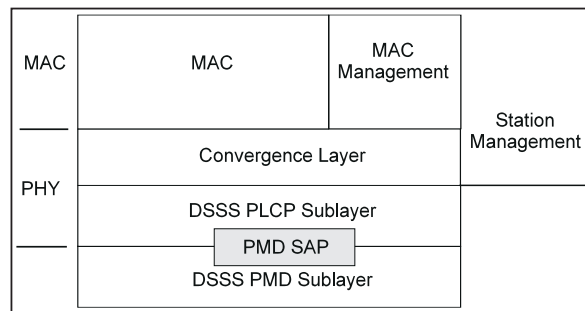 MAC
MAC
MAC
Management
Station
Management
Convergence Layer
PHY
DSSS PLCP Sublayer
PMD SAP
DSSS PMD Sublayer